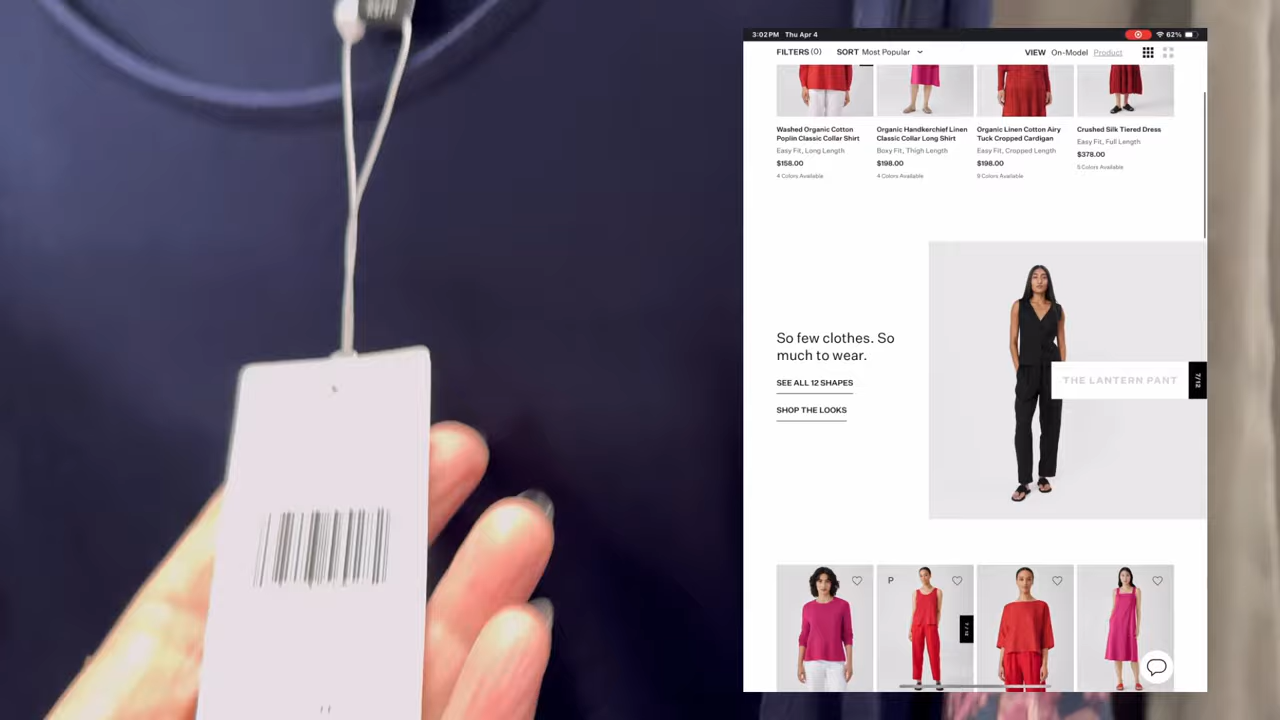 3:02 PM Thu Apr 4
62%
FILTERS (0) SORT Most Popular
VIEW On-Model Product
Washed Organic Cotton
Poplin Classic Collar Shirt
Easy Fit, Long Length
$158.00
4 Colors Available
Organic Handkerchief Linen
Classic Collar Long Shirt
Boxy Fit, Thigh Length
$198.00
4 Colors Available
Organic Linen Cotton Airy
Tuck Cropped Cardigan
Easy Fit, Cropped Length
$198.00
9 Colors Available
Crushed Silk Tiered Dress
Easy Fit, Full Length
$378.00
5 Colors Available
So few clothes. So
much to wear.
SEE ALL 12 SHAPES
SHOP THE LOOKS
THE LANTERN PANT
7/12
P
7/12